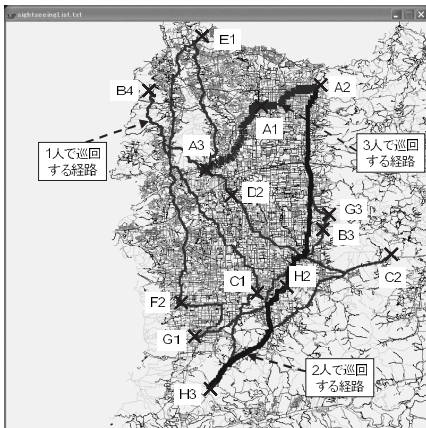 sightseeingList.txt
E1
B4
A2
A1
A3
1人で巡回
する経路
3人で巡回
する経路
D2
G3
B3
C2
H2
C1
F2
G1
2人で巡回
する経路
H3